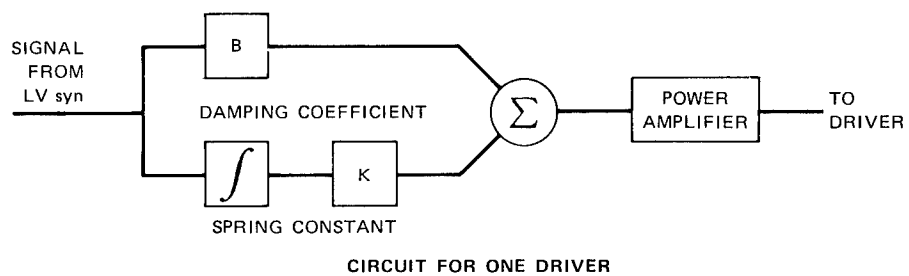 SIGNAL
FROM
LV syn
B
DAMPING COEFFICIENT
∫
K
SPRING CONSTANT
Σ
POWER
AMPLIFIER
TO
DRIVER
CIRCUIT FOR ONE DRIVER